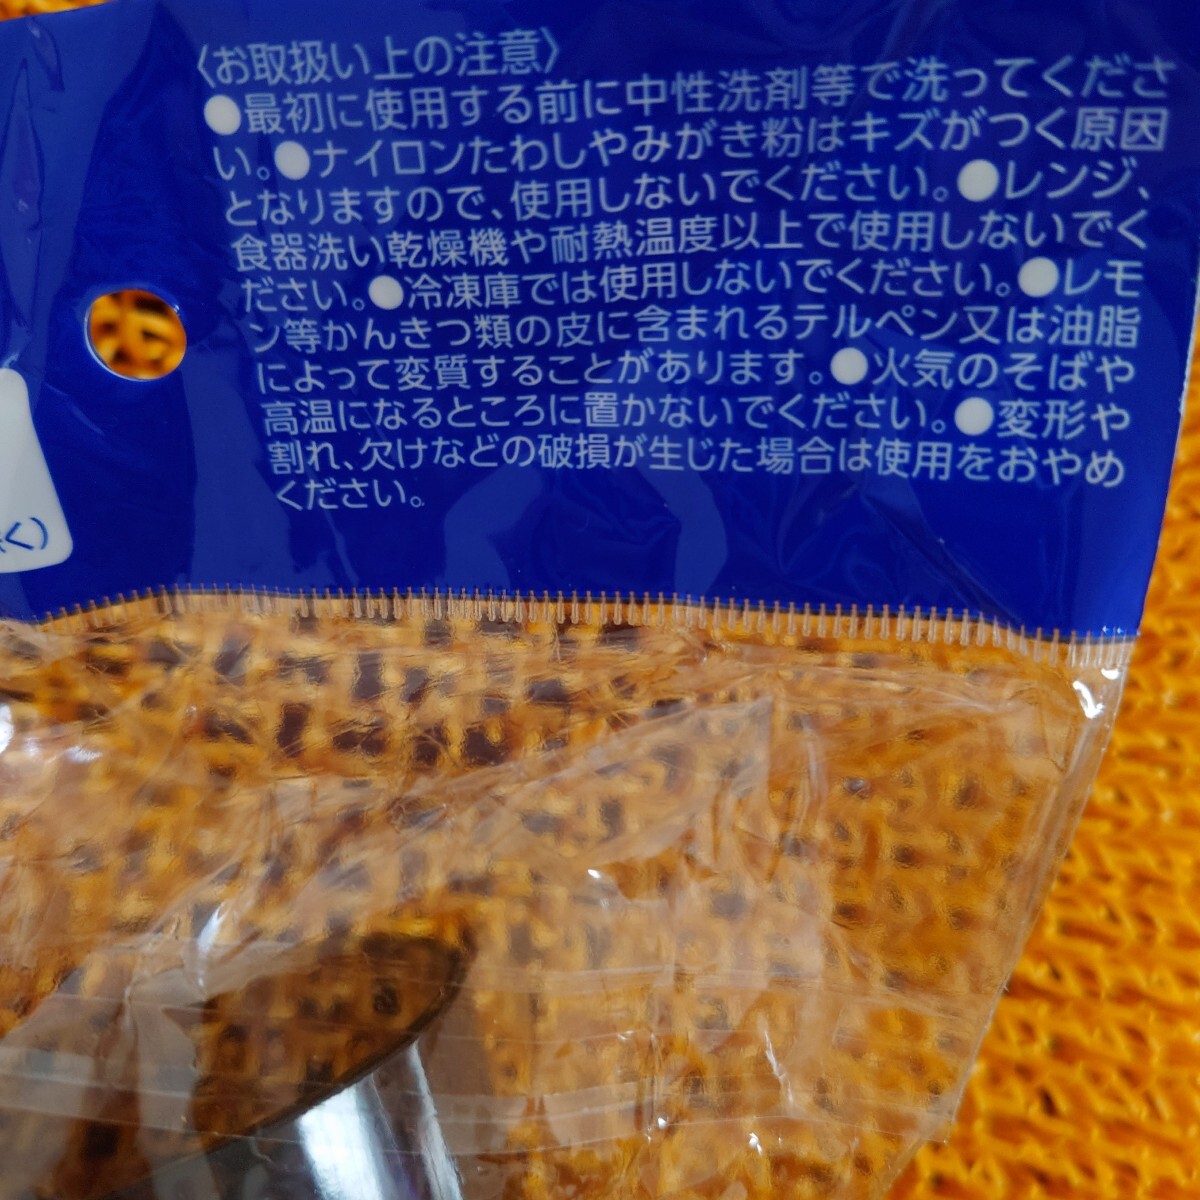 〈お取扱い上の注意〉
●最初に使用する前に中性洗剤等で洗ってくださ
い。●ナイロンたわしやみがき粉はキズがつく原因
となりますので、使用しないでください。●レンジ、
食器洗い乾燥機や耐熱温度以上で使用しないでく
ださい。●冷凍庫では使用しないでください。●レモ
ン等かんきつ類の皮に含まれるテルペン又は油脂
によって変質することがあります。●火気のそばや
高温になるところに置かないでください。●変形や
割れ、欠けなどの破損が生じた場合は使用をおやめ
ください。
く)